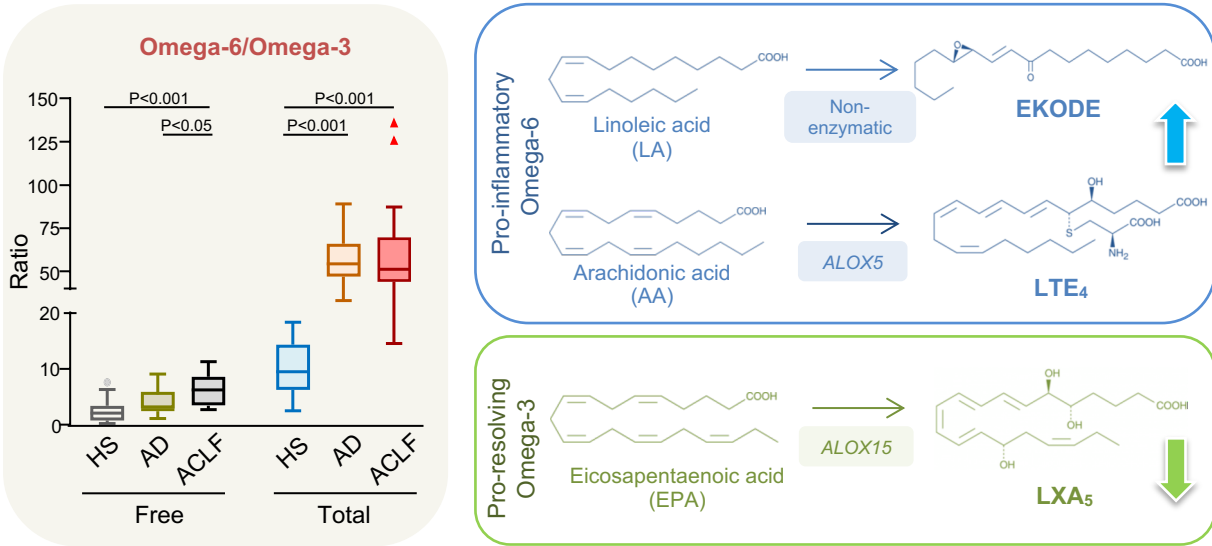 Omega-6/Omega-3
Ratio
150
125
100
75
50
20
10
0
P<0.001
P<0.05
P<0.001
P<0.001
HS
AD
ACLF
HS
AD
ACLF
Free
Total
Pro-inflammatory
Omega-6
COOH
Linoleic acid
(LA)
Non-
enzymatic
O
O
COOH
EKODE
COOH
Arachidonic acid
(AA)
ALOX5
OH
COOH
S
COOH
NH₂
LTE₄
Pro-resolving
Omega-3
COOH
Eicosapentaenoic acid
(EPA)
ALOX15
OH
COOH
OH
OH
LXA₅